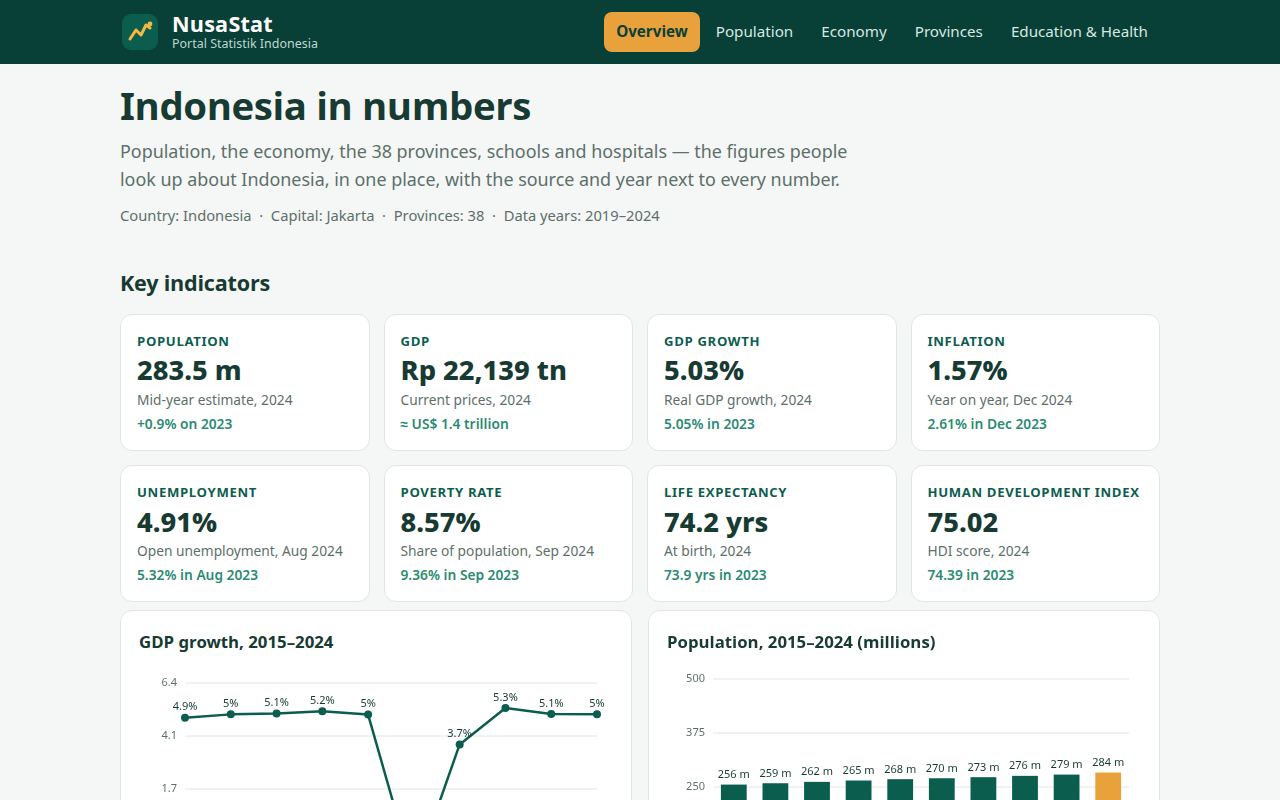 NusaStat
Portal Statistik Indonesia
Overview
Population
Economy
Provinces
Education & Health
Indonesia in numbers
Population, the economy, the 38 provinces, schools and hospitals — the figures people
look up about Indonesia, in one place, with the source and year next to every number.
Country: Indonesia · Capital: Jakarta · Provinces: 38 · Data years: 2019–2024
Key indicators
POPULATION
283.5 m
Mid-year estimate, 2024
+0.9% on 2023
GDP
Rp 22,139 tn
Current prices, 2024
≈ US$ 1.4 trillion
GDP GROWTH
5.03%
Real GDP growth, 2024
5.05% in 2023
INFLATION
1.57%
Year on year, Dec 2024
2.61% in Dec 2023
UNEMPLOYMENT
4.91%
Open unemployment, Aug 2024
5.32% in Aug 2023
POVERTY RATE
8.57%
Share of population, Sep 2024
9.36% in Sep 2023
LIFE EXPECTANCY
74.2 yrs
At birth, 2024
73.9 yrs in 2023
HUMAN DEVELOPMENT INDEX
75.02
HDI score, 2024
74.39 in 2023
GDP growth, 2015–2024
6.4
4.9% 5% 5.1% 5.2% 5% 3.7% 5.3% 5.1% 5%
4.1
1.7
Population, 2015–2024 (millions)
500
375
256 m 259 m 262 m 265 m 268 m 270 m 273 m 276 m 279 m 284 m
250